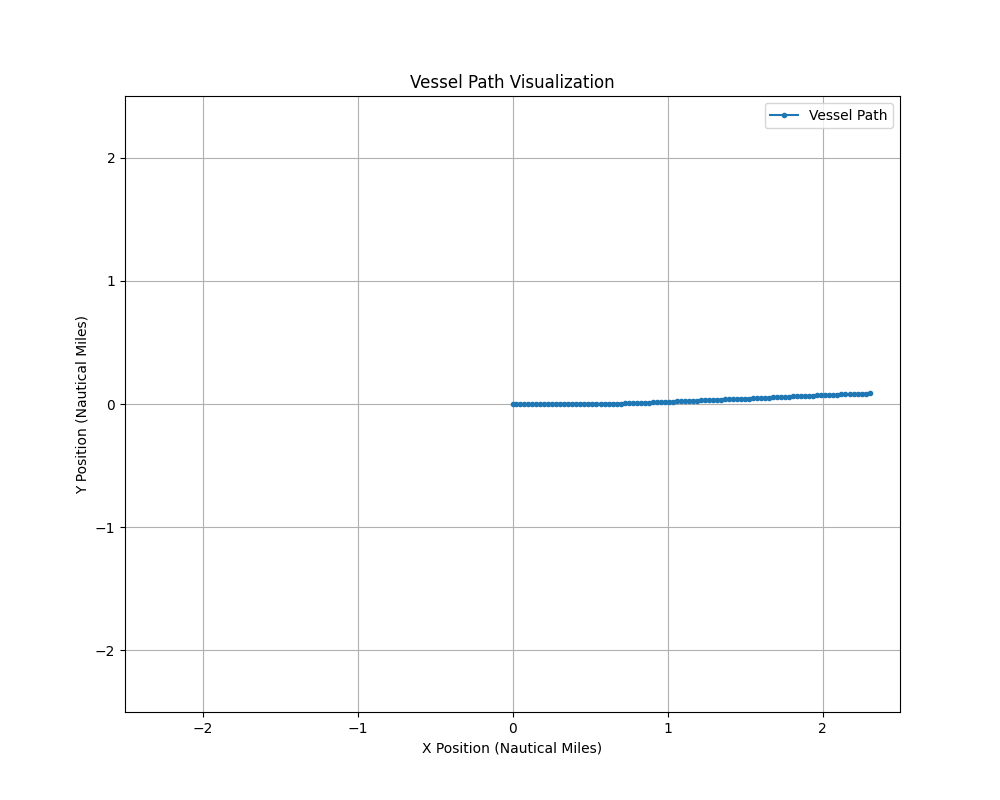 Vessel Path Visualization
Vessel Path
2
1
0
−1
−2
Y Position (Nautical Miles)
−2
−1
0
1
2
X Position (Nautical Miles)